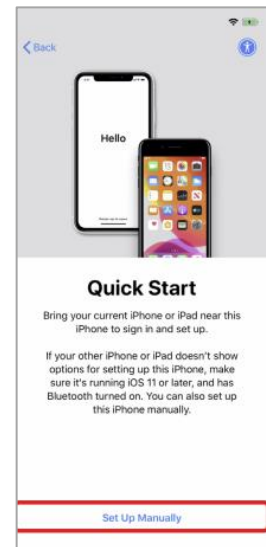 Back
Hello
Quick Start
Bring your current iPhone or iPad near this
iPhone to sign in and set up.
If your other iPhone or iPad doesn't show
options for setting up this iPhone, make
sure it's running iOS 11 or later, and has
Bluetooth turned on. You can also set up
this iPhone manually.
Set Up Manually